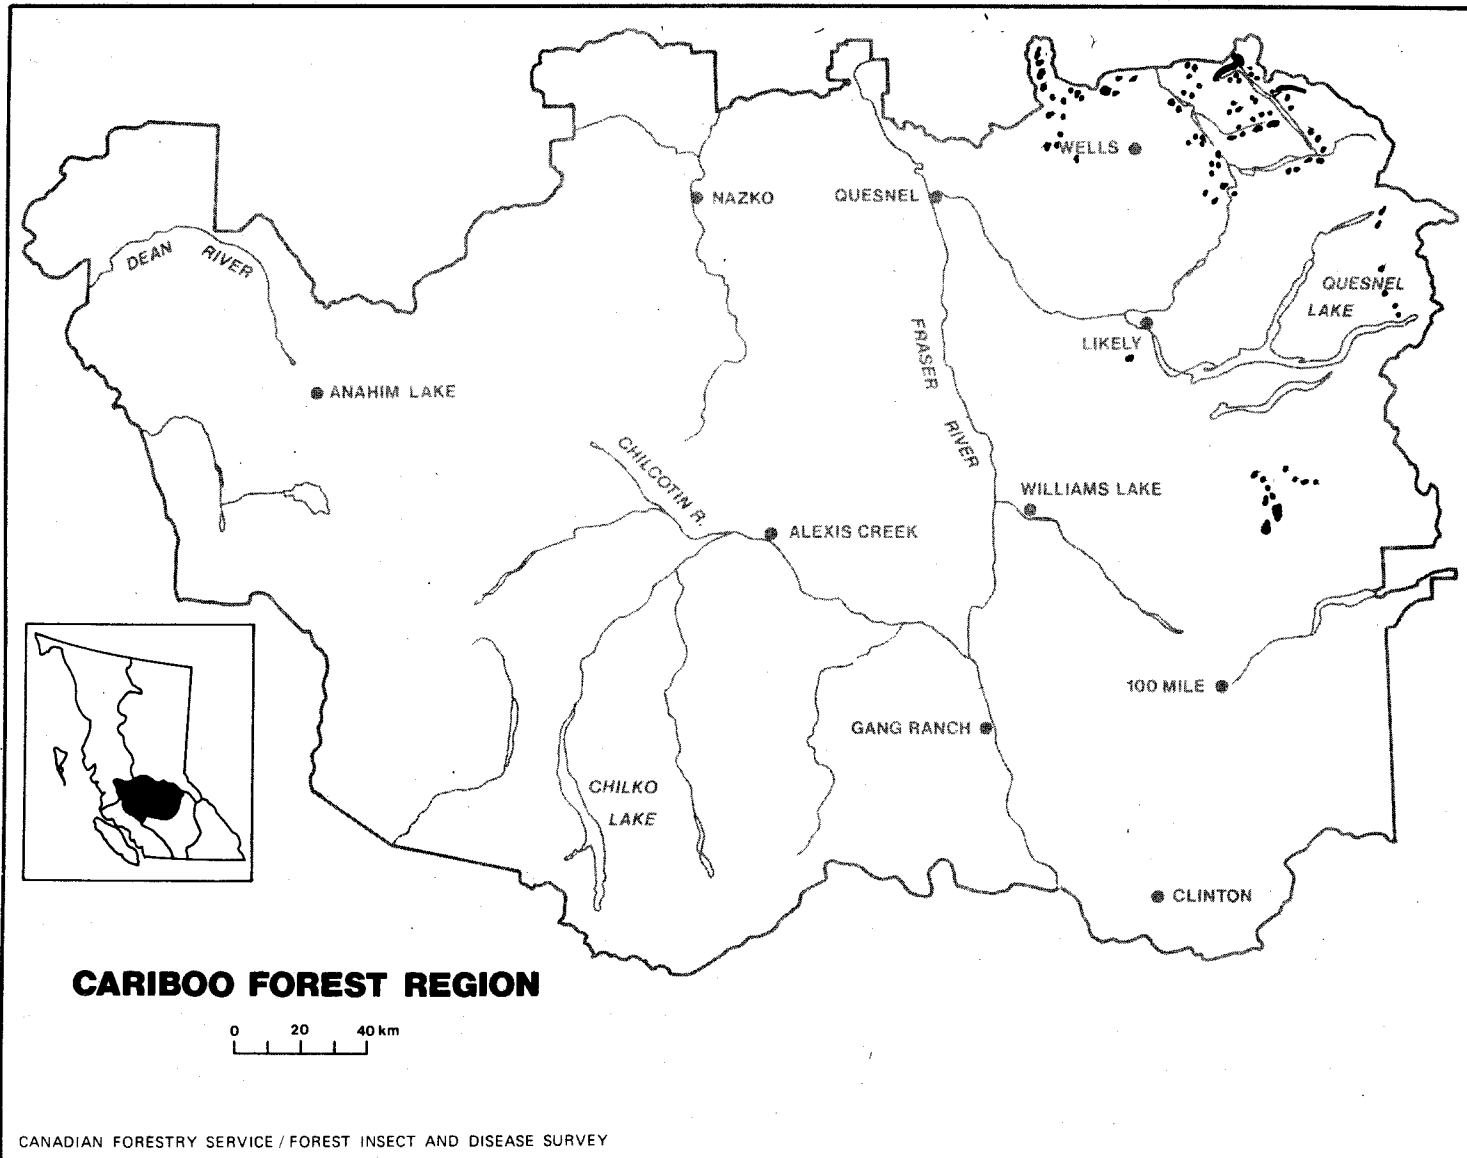 WELLS
NAZKO
QUESNEL
DEAN RIVER
QUESNEL
LAKE
FRASER
RIVER
LIKELY
ANAHIM LAKE
CHILCOTIN R.
WILLIAMS LAKE
ALEXIS CREEK
100 MILE
GANG RANCH
CHILKO
LAKE
CLINTON
CARIBOO FOREST REGION
0 20 40 km
CANADIAN FORESTRY SERVICE / FOREST INSECT AND DISEASE SURVEY